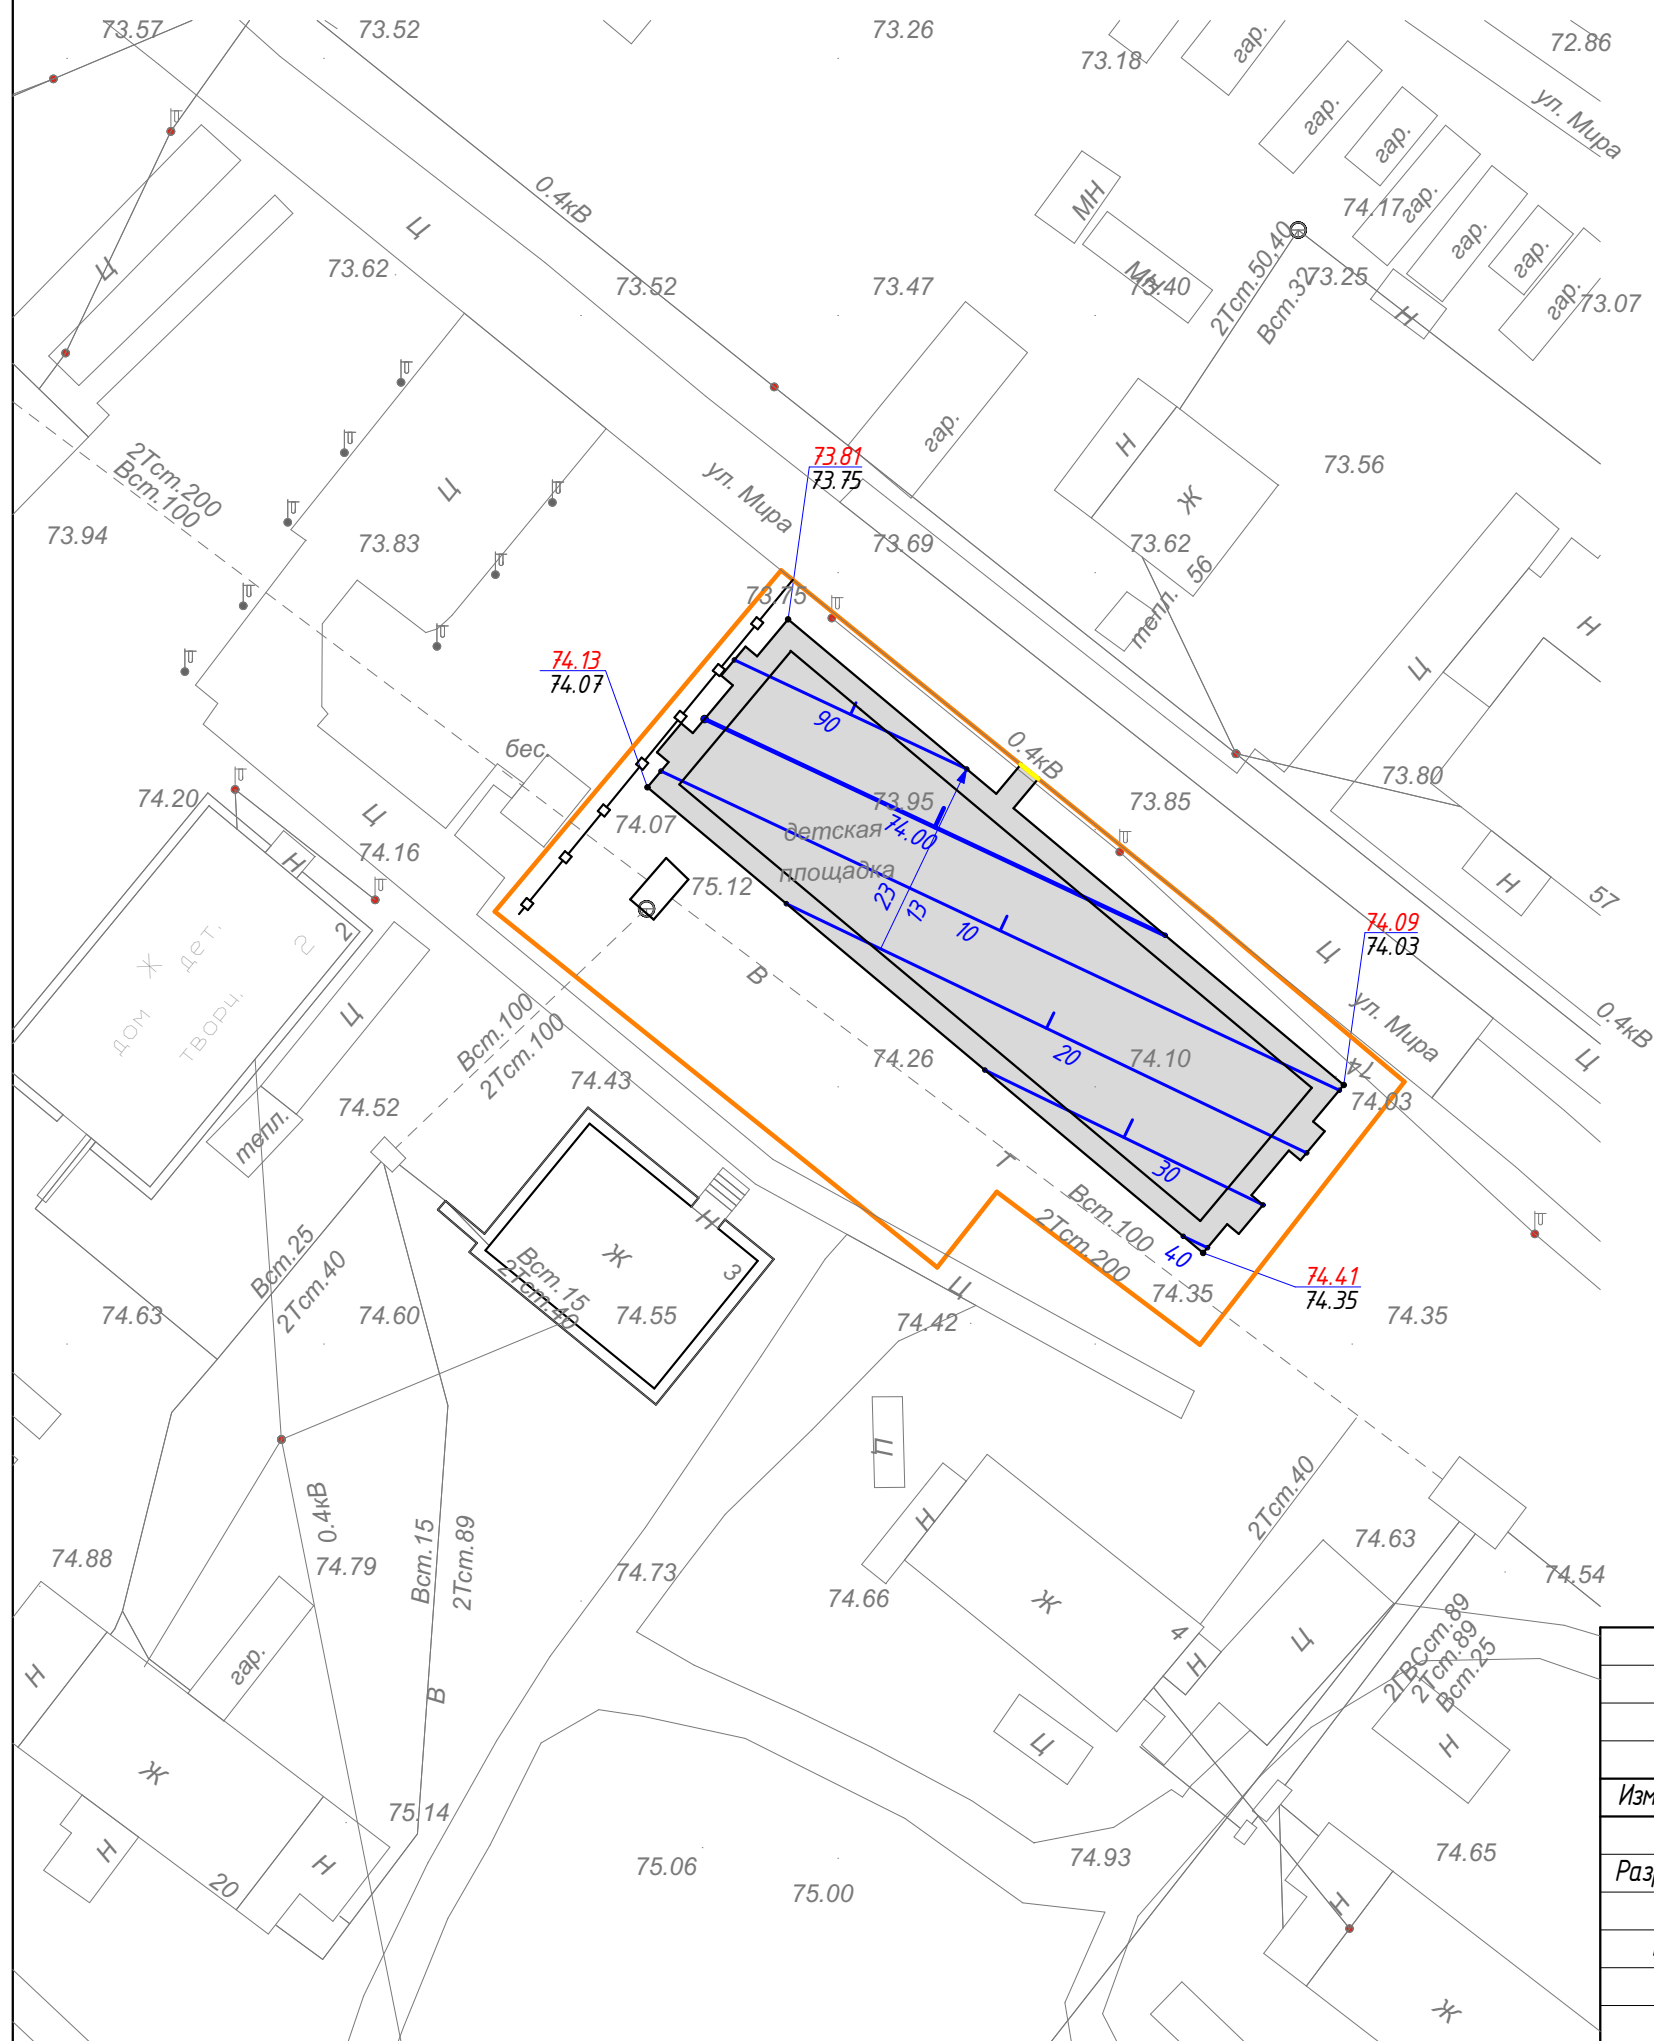 73.57
73.52
73.26
73.18
гар.
72.86
ул. Мира
гар.
гар.
гар.
74.17
гар.
гар.
гар.
73.07
МН
МН
73.40
2Тст.50,40
Вст.32
73.25
Н
0.4кВ
Ц
Ц
73.62
73.52
73.47
гар.
Н
Ж
73.56
73.62
56
тепл.
2Тст.200
Вст.100
73.94
73.83
Ц
ул. Мира
73.81
73.75
73.69
73.75
74.13
74.07
90
Ц
Н
бес.
74.20
Ц
74.16
Н
74.07
0.4кВ
73.95
74.00
73.85
73.80
детская
площадка
75.12
23
13
10
Н
57
74.09
74.03
2
2
Ж
дет.
дом
творч.
Ц
В
Ц
ул. Мира
0.4кВ
Ц
Вст.100
2Тст.100
74.26
20
74.10
74
74.03
74.43
74.52
тепл.
30
Т
Вст.100
2Тст.200
40
74.41
74.35
74.35
74.35
Н
Ж
3
Вст.15
2Тст.40
Вст.25
2Тст.40
74.63
74.60
74.55
Ц
74.42
П
Н
2Тст.40
74.63
74.54
0.4кВ
Вст.15
2Тст.89
74.88
74.79
74.73
74.66
Ж
4
Н
Ц
2ГВСст.89
2Тст.89
Вст.25
Н
гар.
Н
В
Ц
Ж
75.14
Н
20
Н
75.06
75.00
74.93
74.65
Н
Ж
Изм
Разр